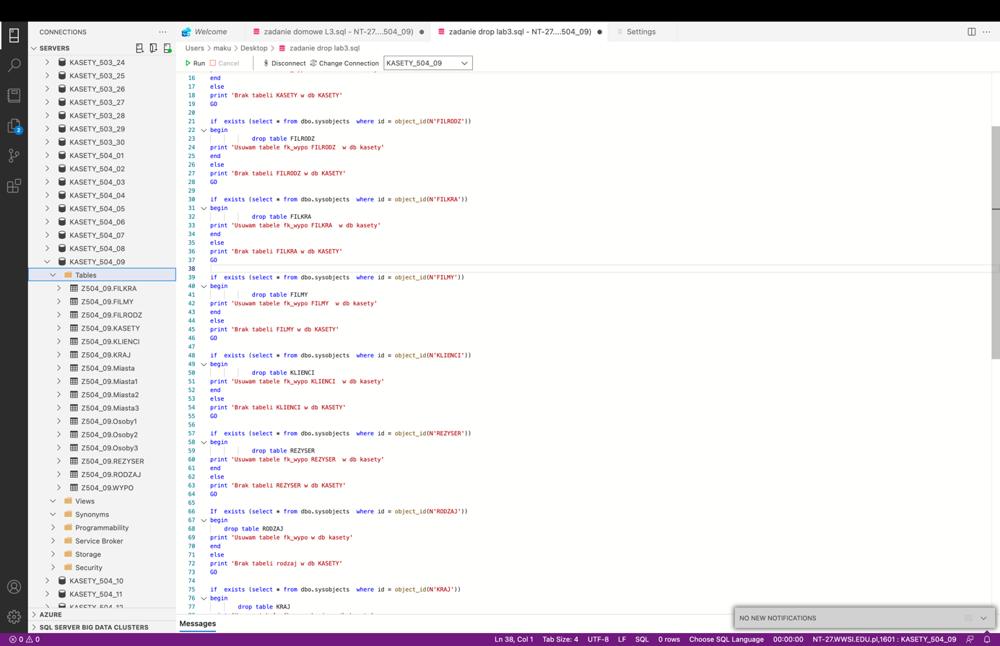 CONNECTIONS
SERVERS
KASETY_503_24
KASETY_503_25
KASETY_503_26
KASETY_503_27
KASETY_503_28
KASETY_503_29
KASETY_503_30
KASETY_504_01
KASETY_504_02
KASETY_504_03
KASETY_504_04
KASETY_504_05
KASETY_504_06
KASETY_504_07
KASETY_504_08
KASETY_504_09
Tables
Z504_09.FILKRA
Z504_09.FILMY
Z504_09.FILRODZ
Z504_09.KASETY
Z504_09.KLIENCI
Z504_09.KRAJ
Z504_09.Miasta
Z504_09.Miasta1
Z504_09.Miasta2
Z504_09.Miasta3
Z504_09.Osoby1
Z504_09.Osoby2
Z504_09.Osoby3
Z504_09.REZYSER
Z504_09.RODZAJ
Z504_09.WYPO
Views
Synonyms
Programmability
Service Broker
Storage
Security
KASETY_504_10
KASETY_504_11
KASETY_504_12
AZURE
SQL SERVER BIG DATA CLUSTERS
2
Welcome
zadanie domowe L3.sql - NT-27....504_09)
zadanie drop lab3.sql - NT-27....504_09)
Settings
Users > maku > Desktop > zadanie drop lab3.sql
Run Cancel Disconnect Change Connection KASETY_504_09
16 end
17 else
18 print 'Brak tabeli KASETY w db KASETY'
19 GO
20
21 if exists (select * from dbo.sysobjects where id = object_id(N'FILRODZ'))
22 begin
23 drop table FILRODZ
24 print 'Usuwam tabele fk_wypo FILRODZ w db kasety'
25 end
26 else
27 print 'Brak tabeli FILRODZ w db KASETY'
28 GO
29
30 if exists (select * from dbo.sysobjects where id = object_id(N'FILKRA'))
31 begin
32 drop table FILKRA
33 print 'Usuwam tabele fk_wypo FILKRA w db kasety'
34 end
35 else
36 print 'Brak tabeli FILKRA w db KASETY'
37 GO
38
39 if exists (select * from dbo.sysobjects where id = object_id(N'FILMY'))
40 begin
41 drop table FILMY
42 print 'Usuwam tabele fk_wypo FILMY w db kasety'
43 end
44 else
45 print 'Brak tabeli FILMY w db KASETY'
46 GO
47
48 if exists (select * from dbo.sysobjects where id = object_id(N'KLIENCI'))
49 begin
50 drop table KLIENCI
51 print 'Usuwam tabele fk_wypo KLIENCI w db kasety'
52 end
53 else
54 print 'Brak tabeli KLIENCI w db KASETY'
55 GO
56
57 if exists (select * from dbo.sysobjects where id = object_id(N'REZYSER'))
58 begin
59 drop table REZYSER
60 print 'Usuwam tabele fk_wypo REZYSER w db kasety'
61 end
62 else
63 print 'Brak tabeli REZYSER w db KASETY'
64 GO
65
66 If exists (select * from dbo.sysobjects where id = object_id(N'RODZAJ'))
67 begin
68 drop table RODZAJ
69 print 'Usuwam tabele fk_wypo w db kasety'
70 end
71 else
72 print 'Brak tabeli rodzaj w db KASETY'
73 GO
74
75 if exists (select * from dbo.sysobjects where id = object_id(N'KRAJ'))
76 begin
77 drop table KRAJ
Messages
NO NEW NOTIFICATIONS
0 0
Ln 38, Col 1 Tab Size: 4 UTF-8 LF SQL 0 rows Choose SQL Language 00:00:00 NT-27.WWSI.EDU.pl,1601 : KASETY_504_09